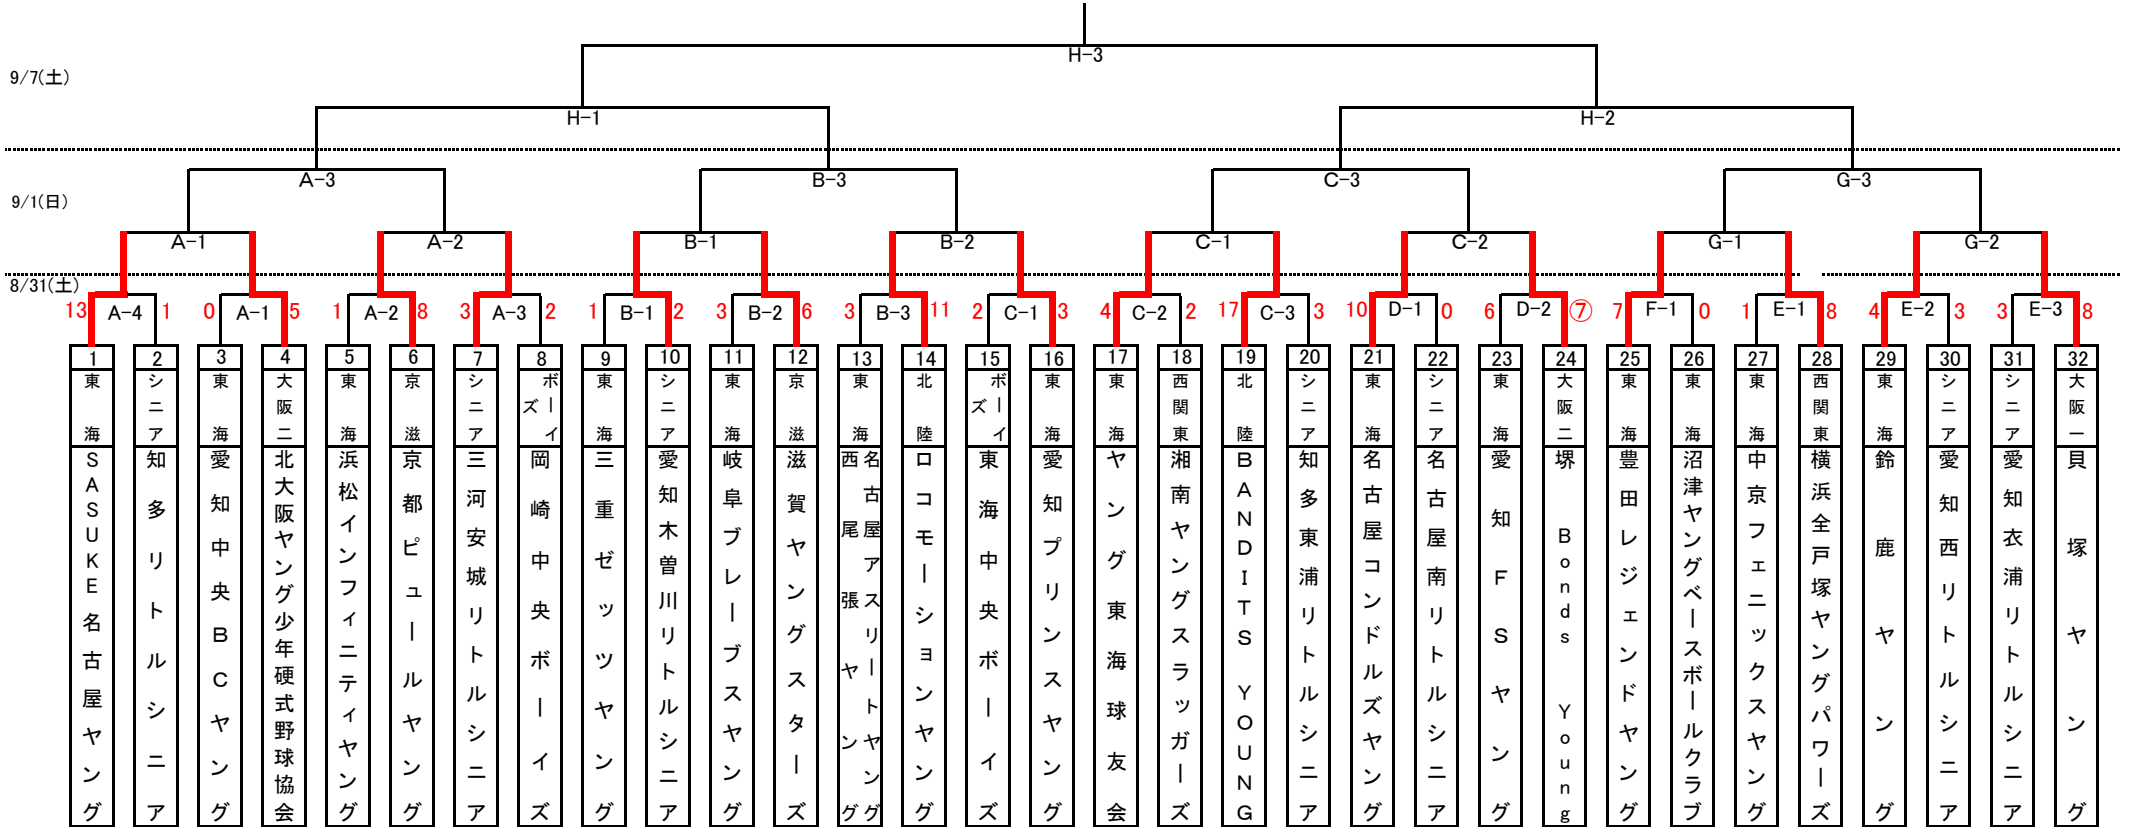 H-3
9/7(土)
H-1 H-2
A-3 B-3 C-3 G-3
9/1(日)
A-1 A-2 B-1 B-2 C-1 C-2 G-1 G-2
8/31(土)
13 A-4 1 0 A-1 5 1 A-2 8 3 A-3 2 1 B-1 2 3 B-2 6 3 B-3 11 2 C-1 3 4 C-2 2 17 C-3 3 10 D-1 0 6 D-2 ⑦ 7 F-1 0 1 E-1 8 4 E-2 3 3 E-3 8
1 2 3 4 5 6 7 8 9 10 11 12 13 14 15 16 17 18 19 20 21 22 23 24 25 26 27 28 29 30 31 32
東海
SASUKE名古屋ヤング
シニア
知多リトルシニア
東海
愛知中央BCヤング
大阪二
北大阪ヤング少年硬式野球協会
東海
浜松インフィニティヤング
京滋
京都ピュールヤング
シニア
三河安城リトルシニア
ボーイズ
岡崎中央ボーイズ
東海
三重ゼッツヤング
シニア
愛知木曽川リトルシニア
東海
岐阜ブレーブスヤング
京滋
滋賀ヤングスターズ
東海
名古屋アスリートヤング
西尾張ヤング
北陸
ロコモーションヤング
ボーイズ
東海中央ボーイズ
東海
愛知プリンスヤング
東海
ヤング東海球友会
西関東
湘南ヤングスラッガーズ
北陸
BANDITS YOUNG
シニア
知多東浦リトルシニア
東海
名古屋コンドルズヤング
シニア
名古屋南リトルシニア
東海
愛知FSヤング
大阪二
堺 Bonds Young
東海
豊田レジェンドヤング
東海
沼津ヤングベースボールクラブ
東海
中京フェニックスヤング
西関東
横浜全戸塚ヤングパワーズ
東海
鈴鹿ヤング
シニア
愛知西リトルシニア
シニア
愛知衣浦リトルシニア
大阪一
貝塚ヤング